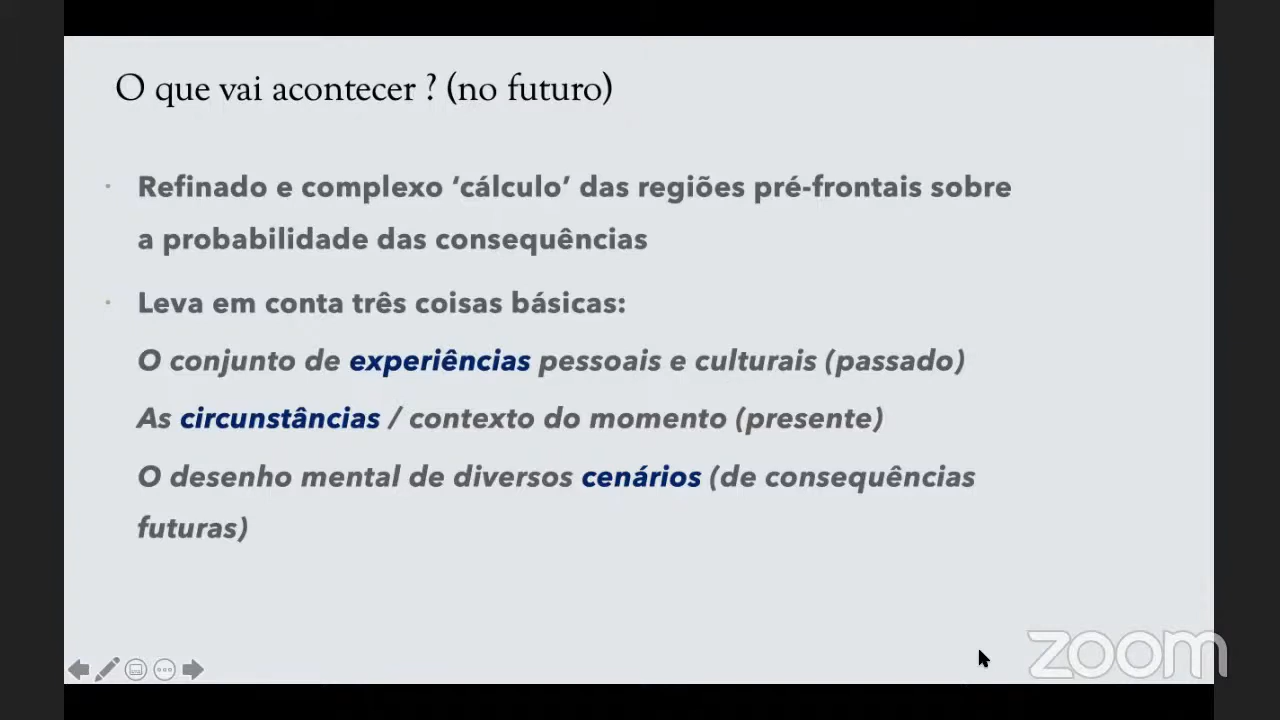 O que vai acontecer ? (no futuro)
· Refinado e complexo ‘cálculo’ das regiões pré-frontais sobre
a probabilidade das consequências
· Leva em conta três coisas básicas:
O conjunto de experiências pessoais e culturais (passado)
As circunstâncias / contexto do momento (presente)
O desenho mental de diversos cenários (de consequências
futuras)
zoom